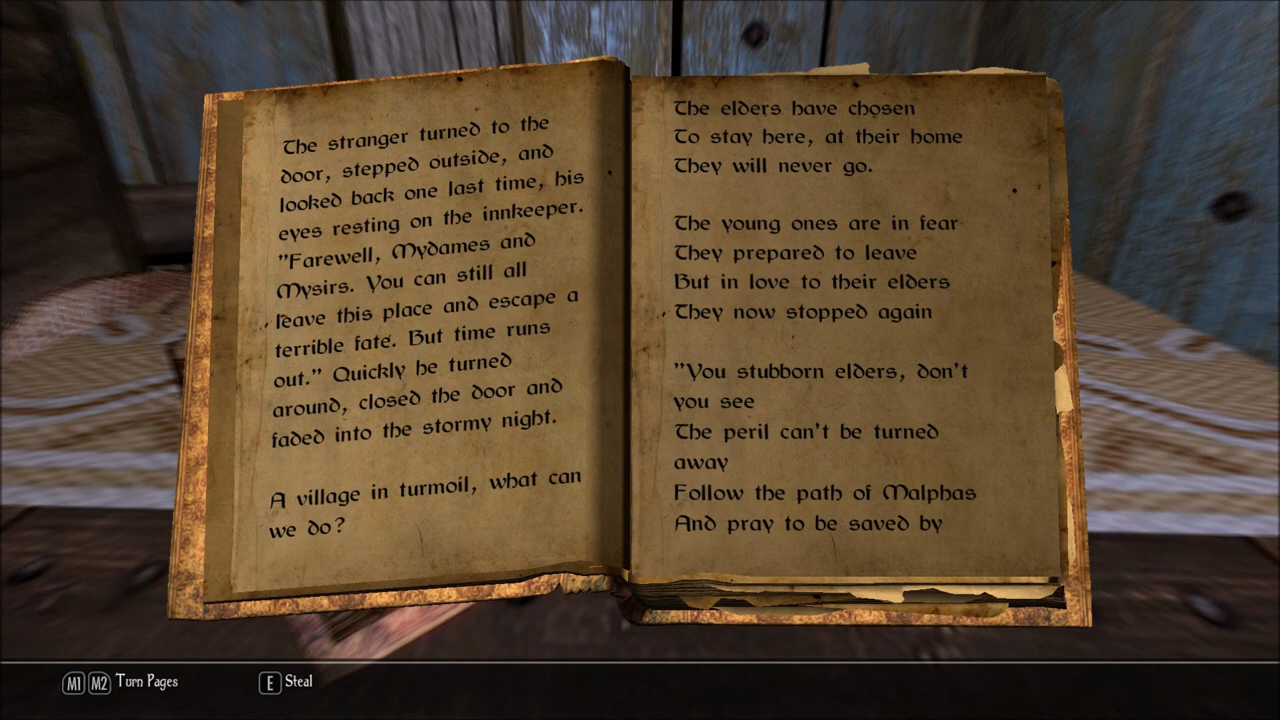 The stranger turned to the
door, stepped outside, and
looked back one last time, his
eyes resting on the innkeeper.
"Farewell, Mydames and
Mysirs. You can still all
leave this place and escape a
terrible fate. But time runs
out." Quickly he turned
around, closed the door and
faded into the stormy night.
A village in turmoil, what can
we do?
The elders have chosen
To stay here, at their home
They will never go.
The young ones are in fear
They prepared to leave
But in love to their elders
They now stopped again
"You stubborn elders, don't
you see
The peril can't be turned
away
Follow the path of Malphas
And pray to be saved by
M1 M2 Turn Pages
E Steal